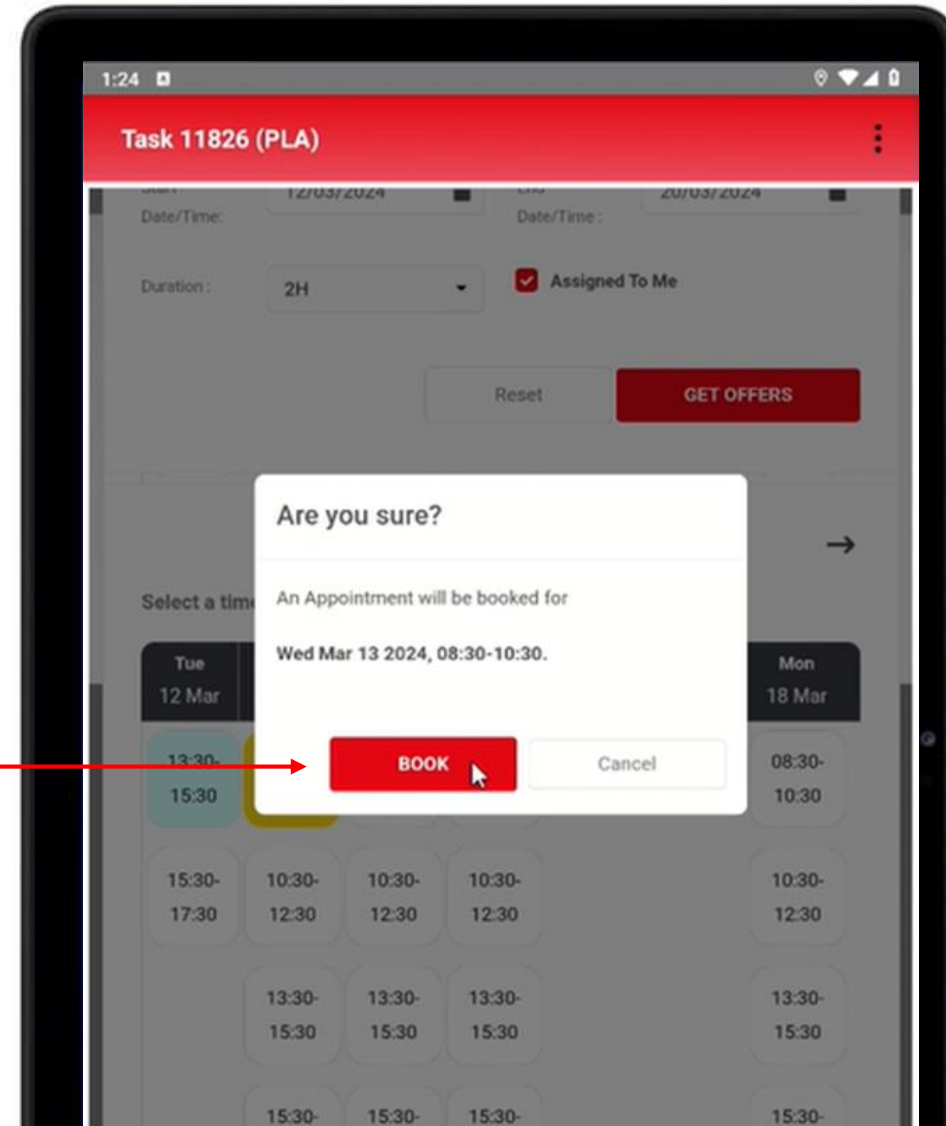 1:24
Task 11826 (PLA)
Start 12/03/2024 End 20/03/2024
Date/Time: Date/Time :
Duration : 2H Assigned To Me
Reset GET OFFERS
Are you sure?
An Appointment will be booked for
Select a time
Wed Mar 13 2024, 08:30-10:30.
Tue Mon
12 Mar 18 Mar
BOOK Cancel
13:30- 08:30-
15:30 10:30
15:30- 10:30- 10:30- 10:30- 10:30-
17:30 12:30 12:30 12:30 12:30
13:30- 13:30- 13:30- 13:30-
15:30 15:30 15:30 15:30
15:30- 15:30- 15:30- 15:30-